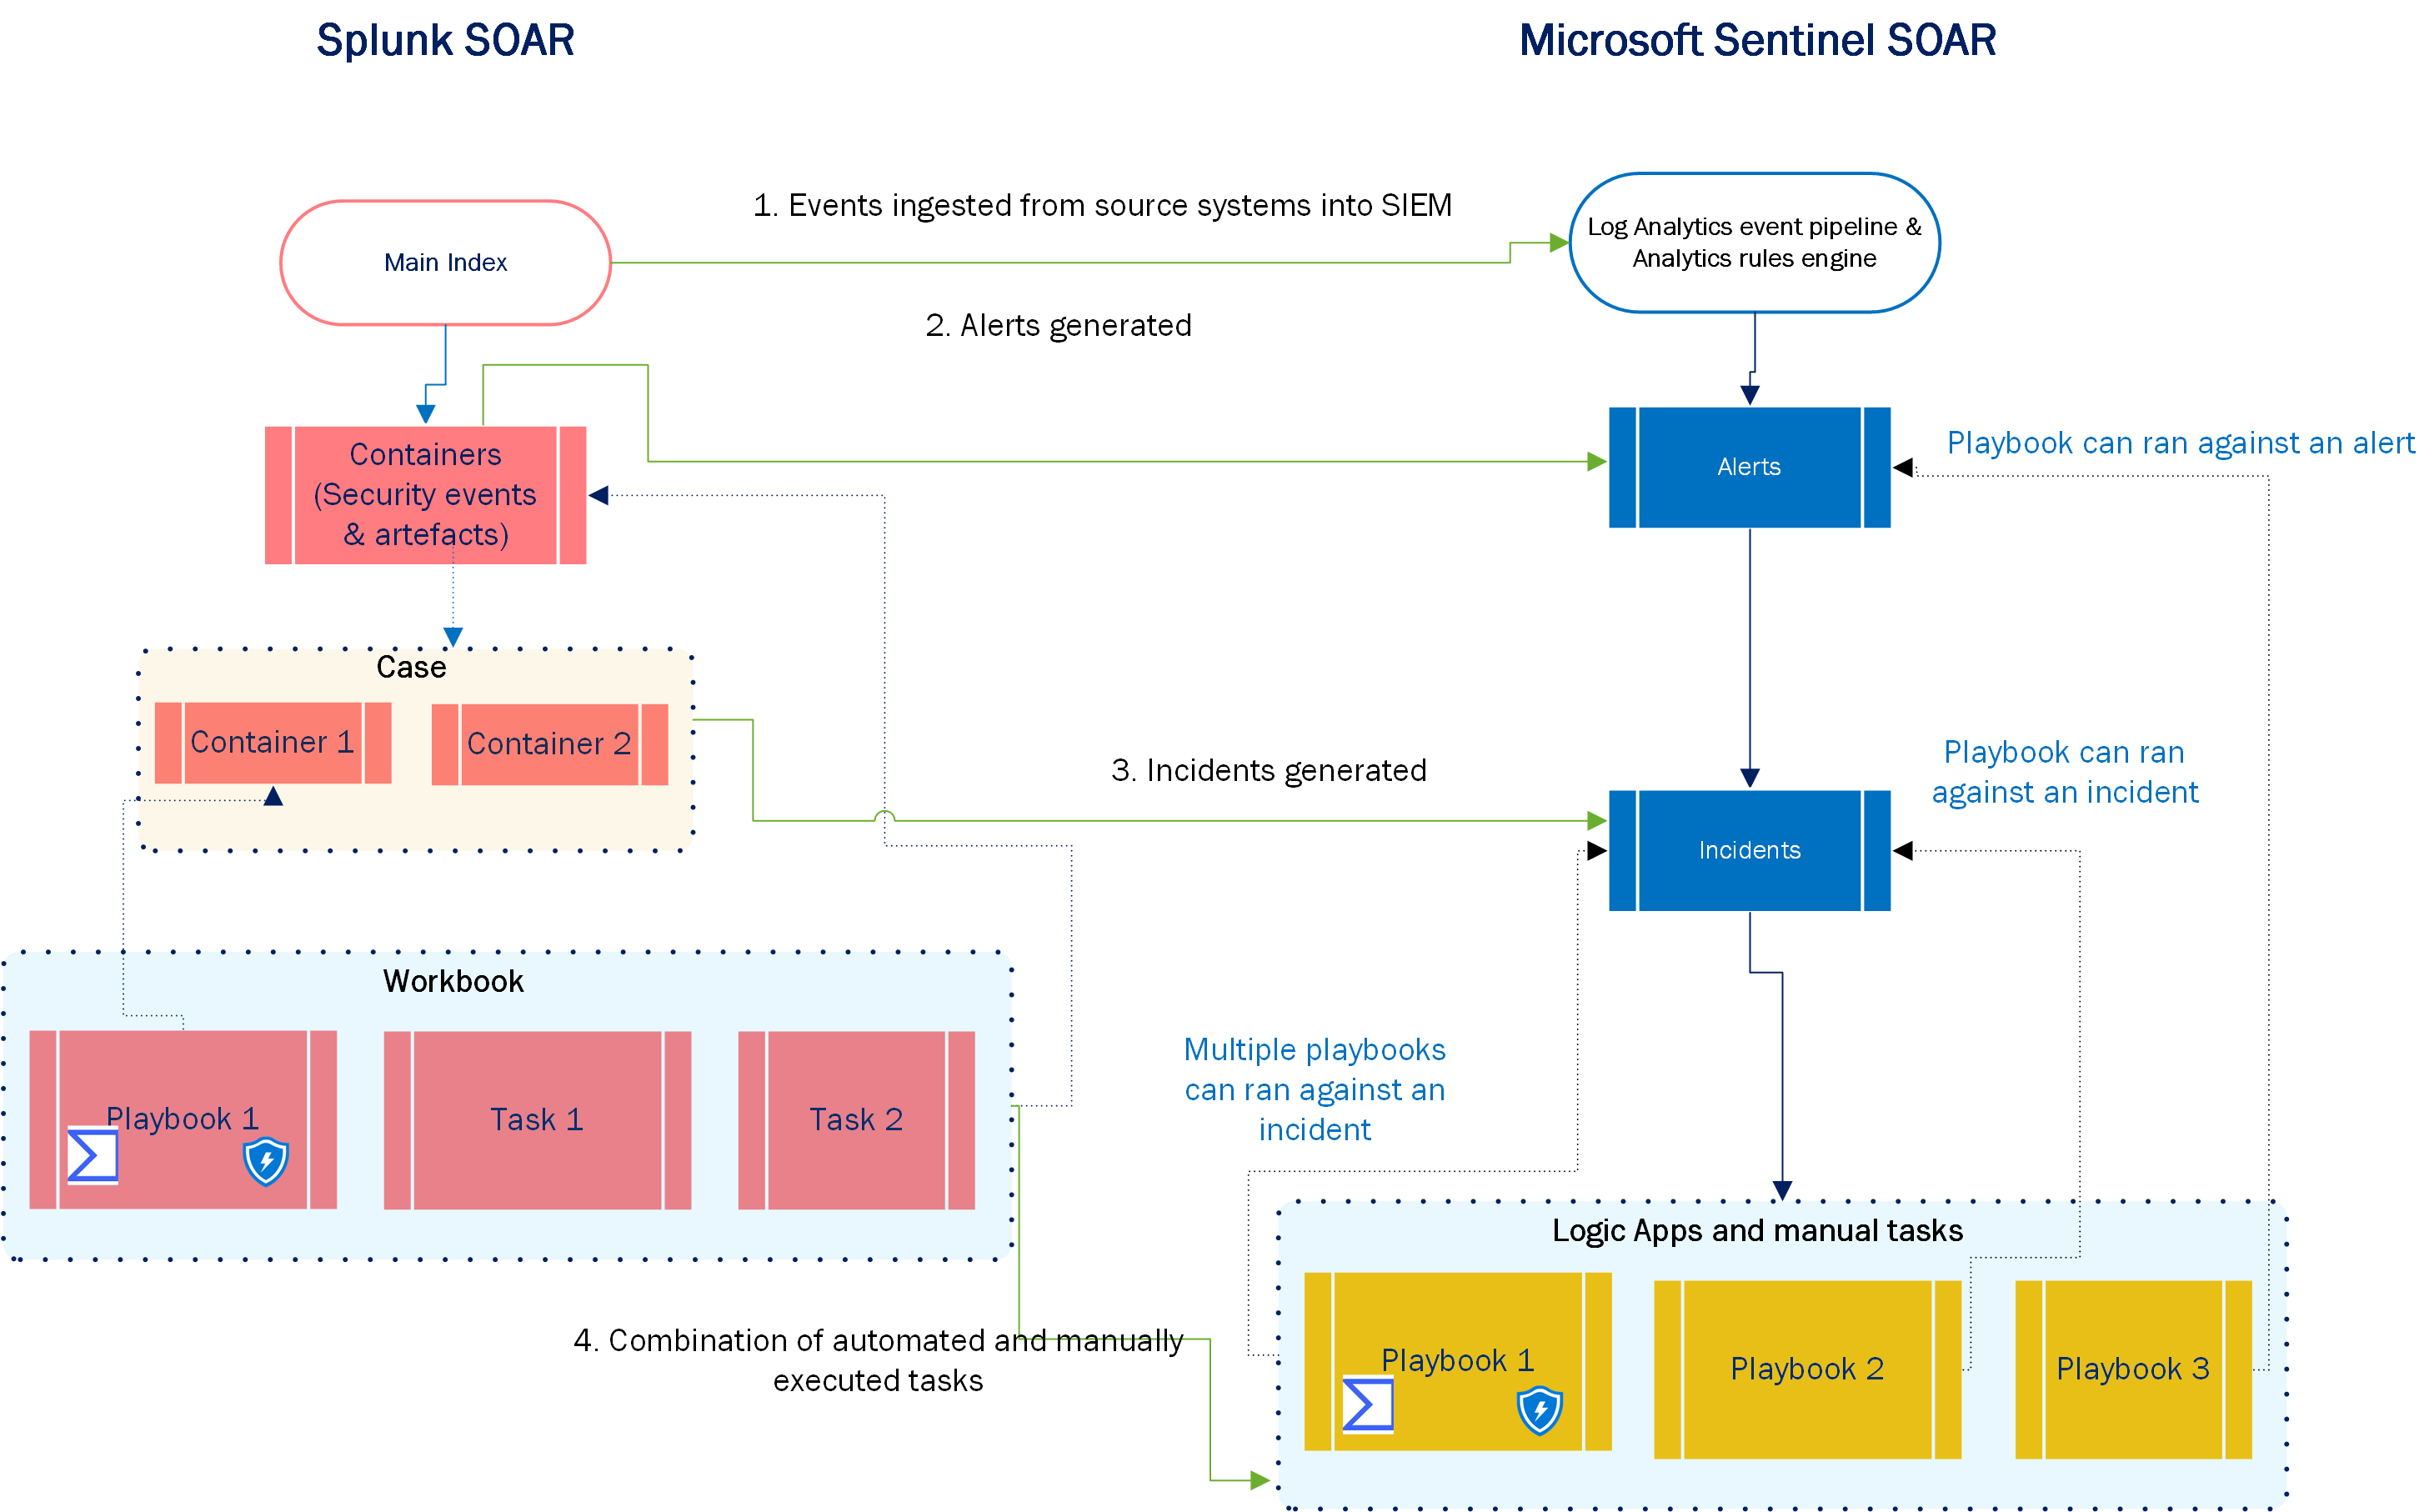 Splunk SOAR
Microsoft Sentinel SOAR
1. Events ingested from source systems into SIEM
Main Index
Log Analytics event pipeline &
Analytics rules engine
2. Alerts generated
Containers
(Security events
& artefacts)
Alerts
Playbook can ran against an alert
Case
Container 1
Container 2
3. Incidents generated
Playbook can ran
against an incident
Incidents
Workbook
Playbook 1
Task 1
Task 2
Multiple playbooks
can ran against an
incident
Logic Apps and manual tasks
4. Combination of automated and manually
executed tasks
Playbook 1
Playbook 2
Playbook 3